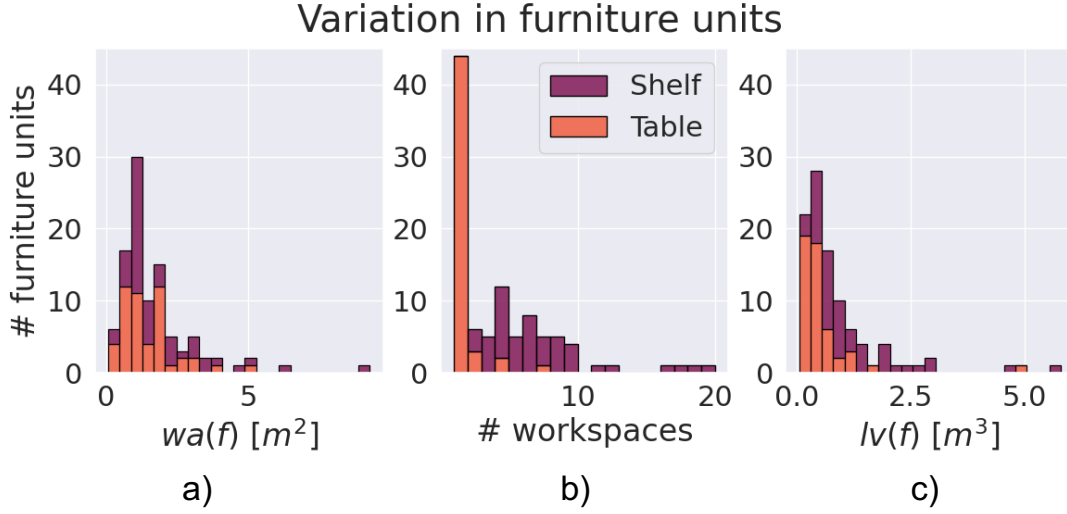 Variation in furniture units
# furniture units
40
30
20
10
0
0
5
wa(f) [m²]
a)
Shelf
Table
40
30
20
10
0
10
20
# workspaces
b)
40
30
20
10
0
0.0
2.5
5.0
lv(f) [m³]
c)